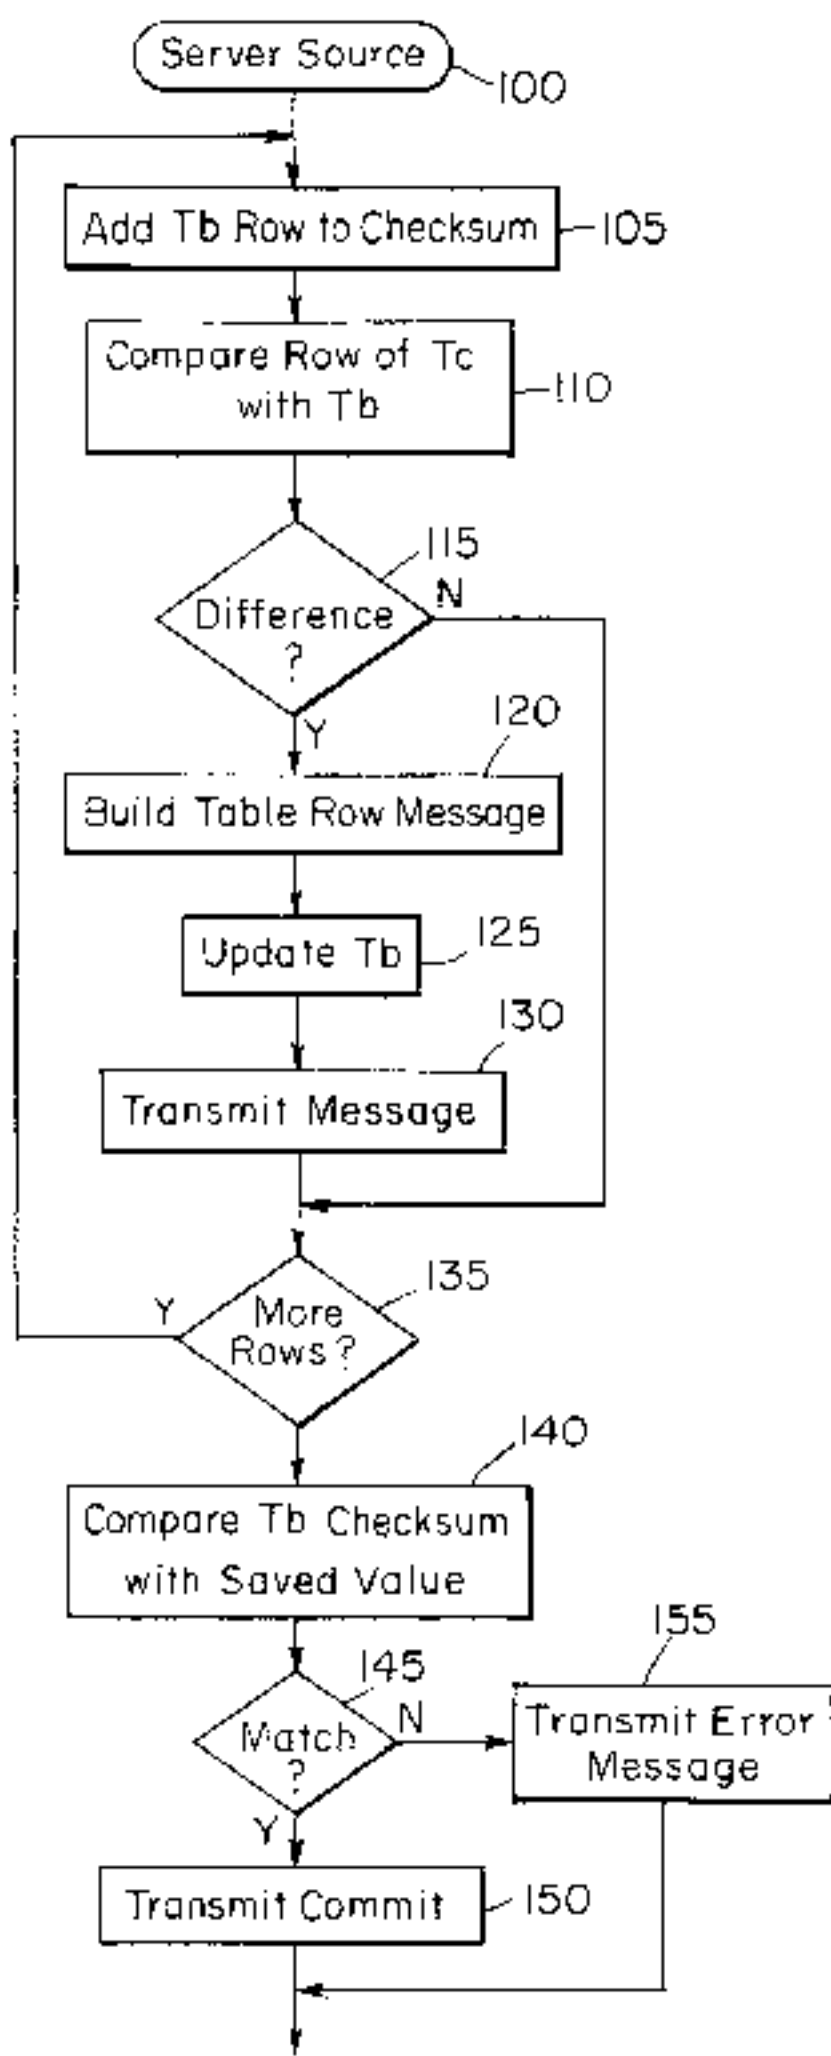 Server Source
100
Add Tb Row to Checksum
105
Compare Row of Tc
with Tb
110
115
Difference
?
N
Y
120
Build Table Row Message
125
Update Tb
130
Transmit Message
135
Y
More
Rows?
140
Compare Tb Checksum
with Saved Value
145
155
Match
?
N
Transmit Error
Message
Y
Transmit Commit
150